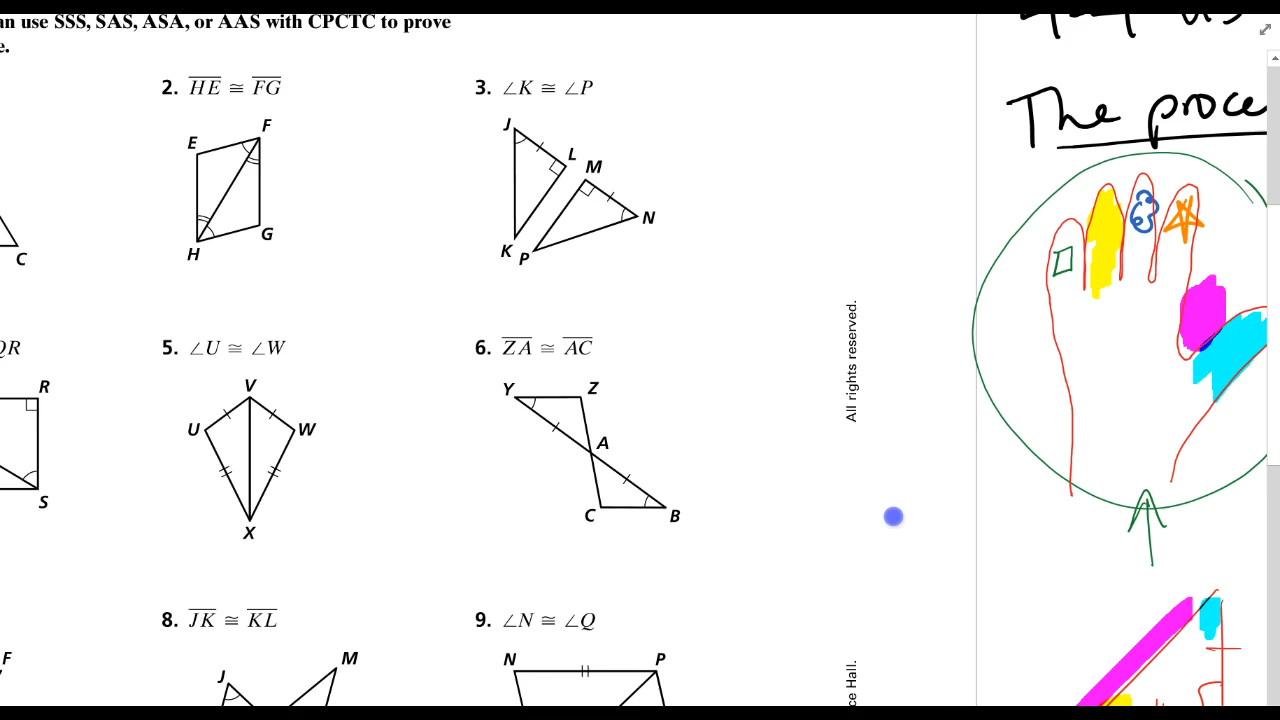 an use SSS, SAS, ASA, or AAS with CPCTC to prove
e.
2. HE ≅ FG
3. ∠K ≅ ∠P
E
F
H
G
J
L
M
K
P
N
C
QR
5. ∠U ≅ ∠W
6. ZA ≅ AC
R
S
V
U
W
X
Y
Z
A
C
B
8. JK ≅ KL
9. ∠N ≅ ∠Q
F
J
M
N
P
All rights reserved.
ce Hall.
The proce